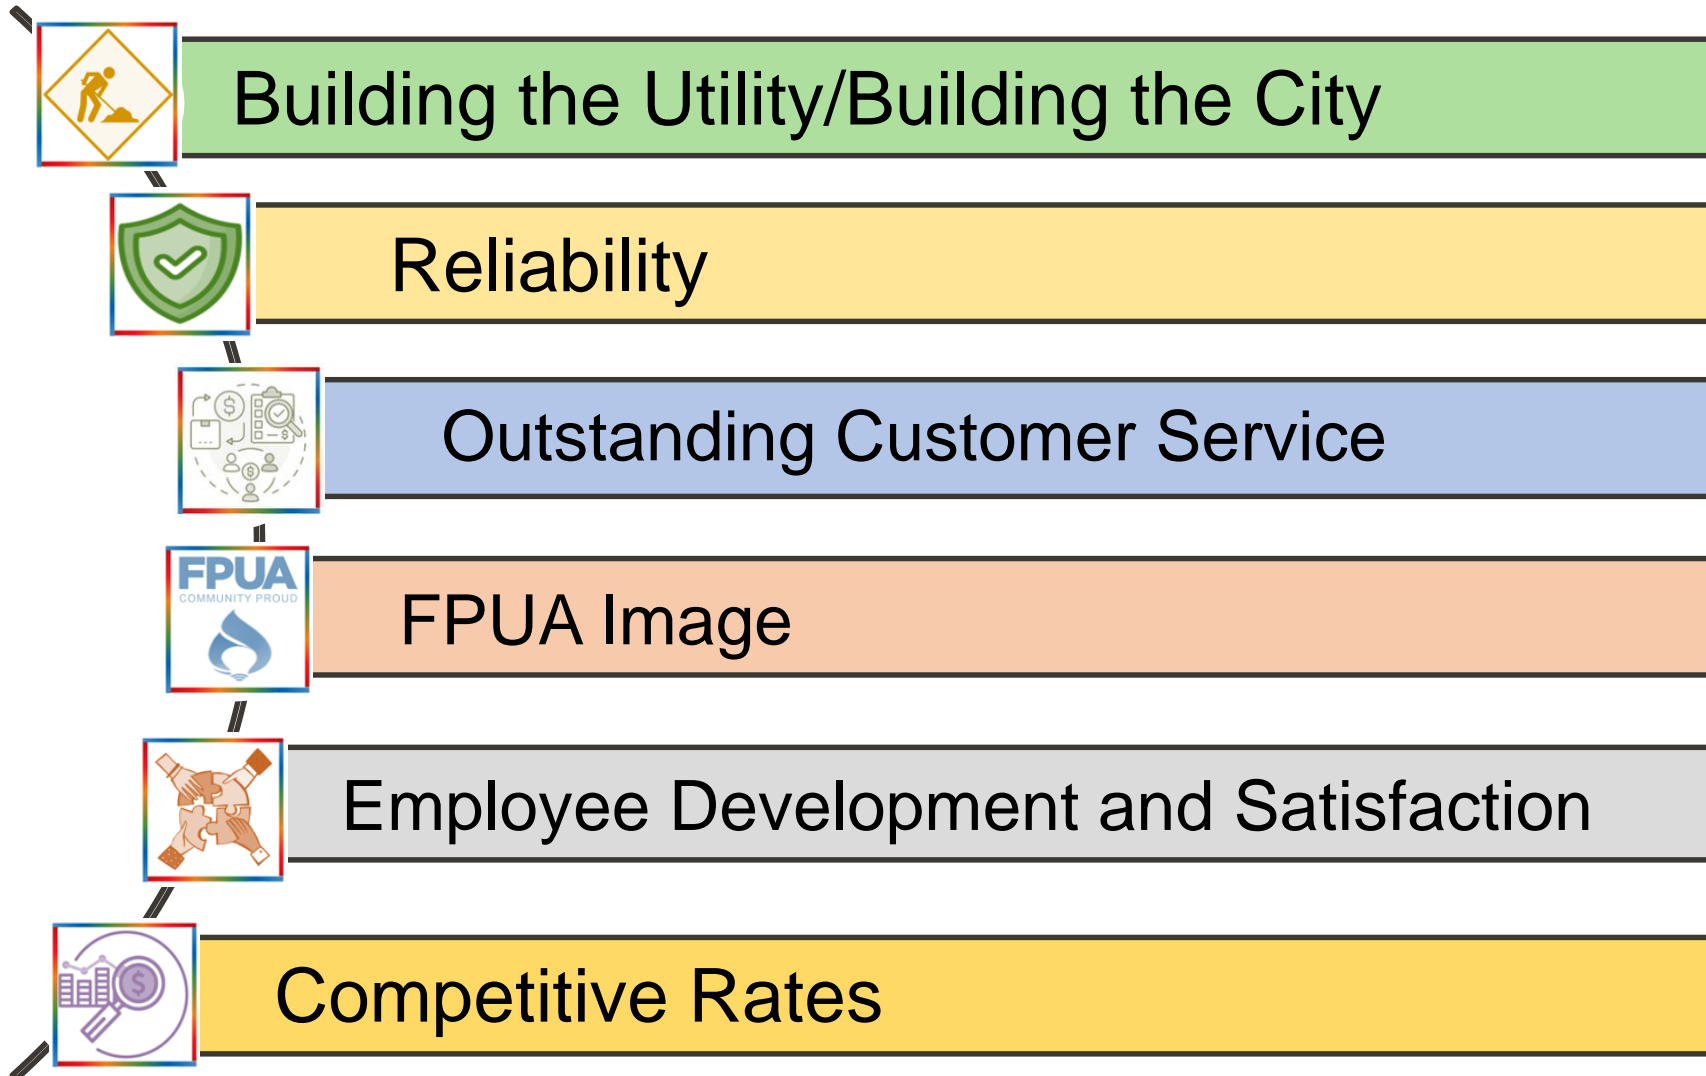 Building the Utility/Building the City
Reliability
Outstanding Customer Service
$
$
$
FPUA
COMMUNITY PROUD
FPUA Image
Employee Development and Satisfaction
$
Competitive Rates